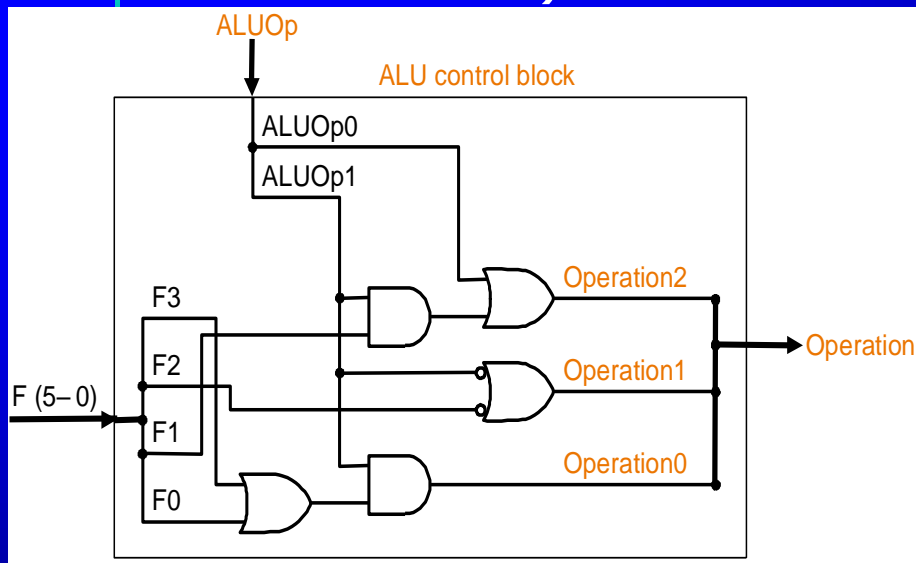 ALUOp
ALU control block
ALUOp0
ALUOp1
Operation2
F3
Operation
F2
Operation1
F (5–0)
F1
Operation0
F0